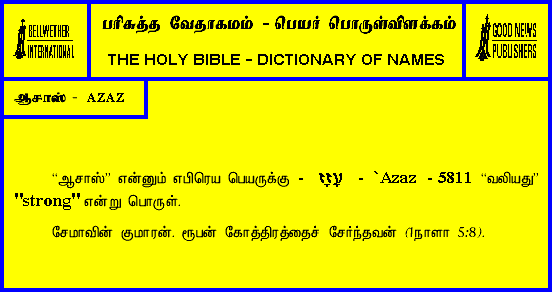 BELLWETHER
INTERNATIONAL
பரிசுத்த வேதாகமம் - பெயர் பொருள்விளக்கம்
THE HOLY BIBLE - DICTIONARY OF NAMES
GOOD NEWS
PUBLISHERS
ஆசாஸ் - AZAZ
“ஆசாஸ்” என்னும் எபிரெய பெயருக்கு - עָזָז - `Azaz - 5811 “வலியது”
"strong" என்று பொருள்.
சேமாவின் குமாரன். ரூபன் கோத்திரத்தைச் சேர்ந்தவன் (1நாளா 5:8).